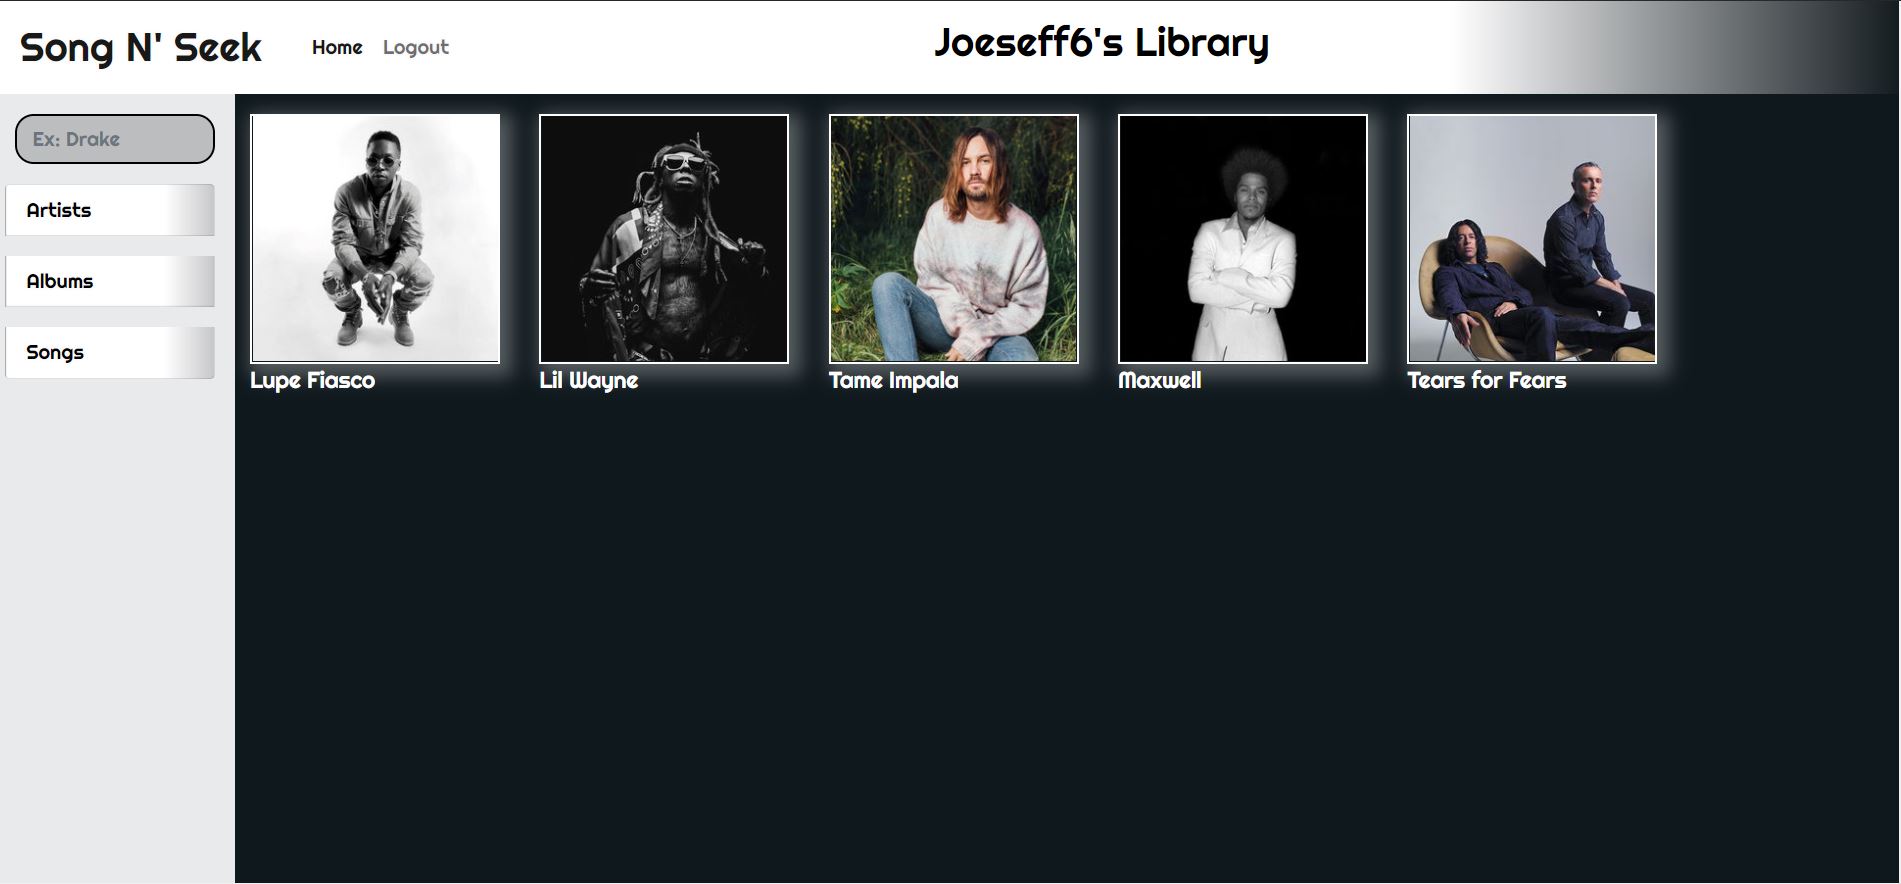 Song N' Seek
Home
Logout
Joeseff6's Library
Ex: Drake
Artists
Albums
Songs
Lupe Fiasco
Lil Wayne
Tame Impala
Maxwell
Tears for Fears